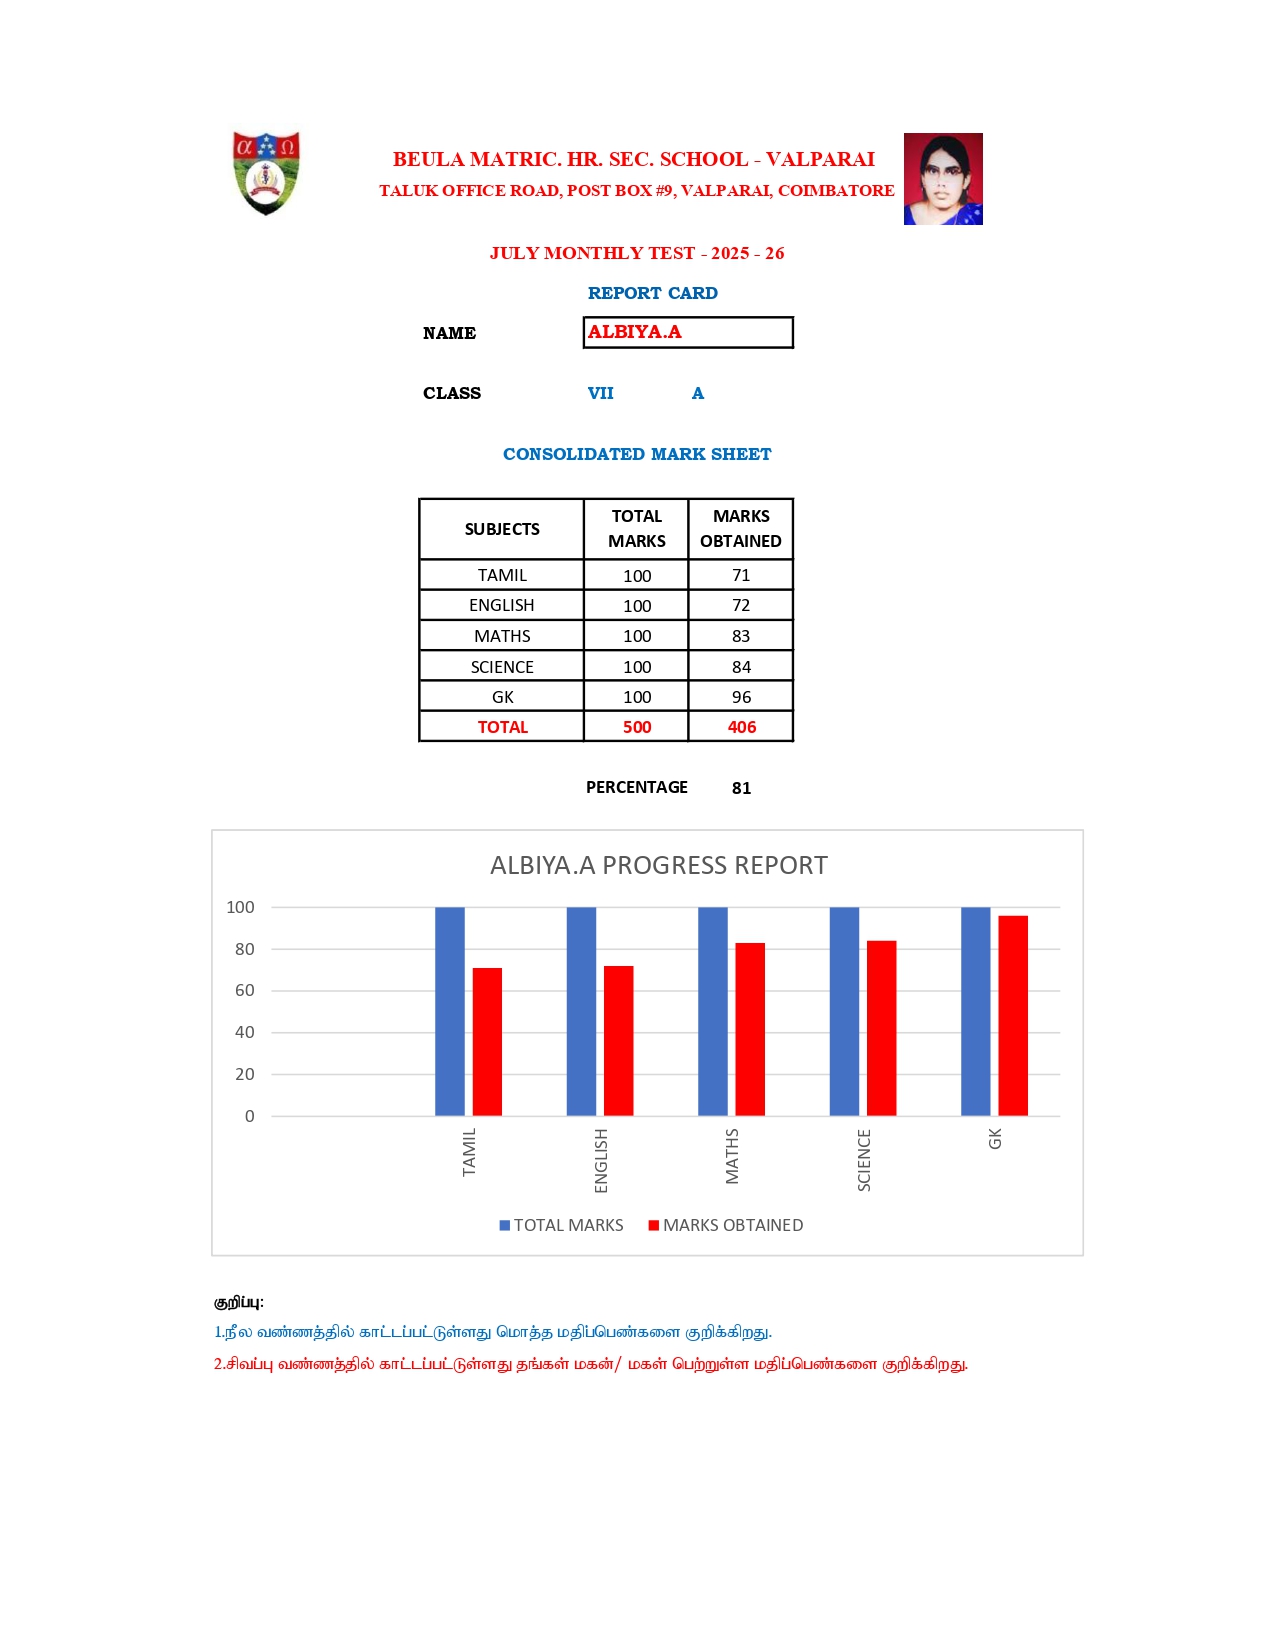 α Ω
BEULA MATRIC. HR. SEC. SCHOOL - VALPARAI
TALUK OFFICE ROAD, POST BOX #9, VALPARAI, COIMBATORE
JULY MONTHLY TEST - 2025 - 26
REPORT CARD
NAME ALBIYA.A
CLASS VII A
CONSOLIDATED MARK SHEET
SUBJECTS TOTAL MARKS MARKS OBTAINED
TAMIL 100 71
ENGLISH 100 72
MATHS 100 83
SCIENCE 100 84
GK 100 96
TOTAL 500 406
PERCENTAGE 81
ALBIYA.A PROGRESS REPORT
100
80
60
40
20
0
TAMIL ENGLISH MATHS SCIENCE GK
TOTAL MARKS MARKS OBTAINED
குறிப்பு:
1.நீல வண்ணத்தில் காட்டப்பட்டுள்ளது மொத்த மதிப்பெண்களை குறிக்கிறது.
2.சிவப்பு வண்ணத்தில் காட்டப்பட்டுள்ளது தங்கள் மகன்/ மகள் பெற்றுள்ள மதிப்பெண்களை குறிக்கிறது.